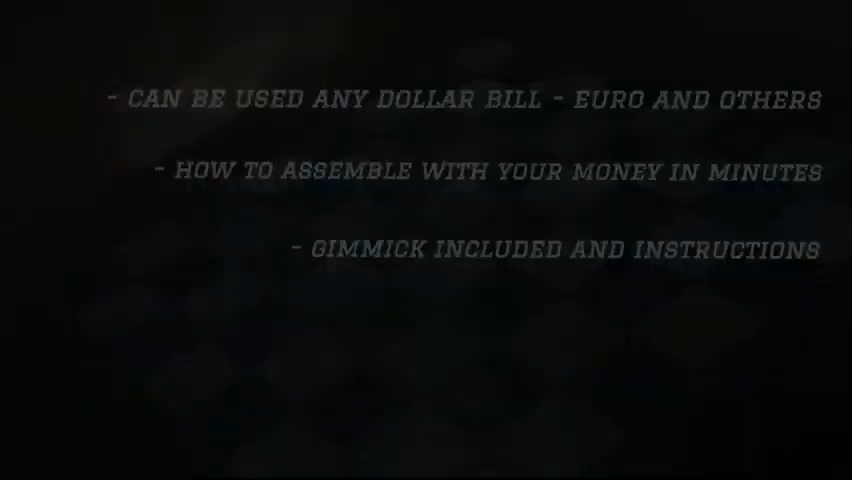 - CAN BE USED ANY DOLLAR BILL - EURO AND OTHERS
- HOW TO ASSEMBLE WITH YOUR MONEY IN MINUTES
- GIMMICK INCLUDED AND INSTRUCTIONS